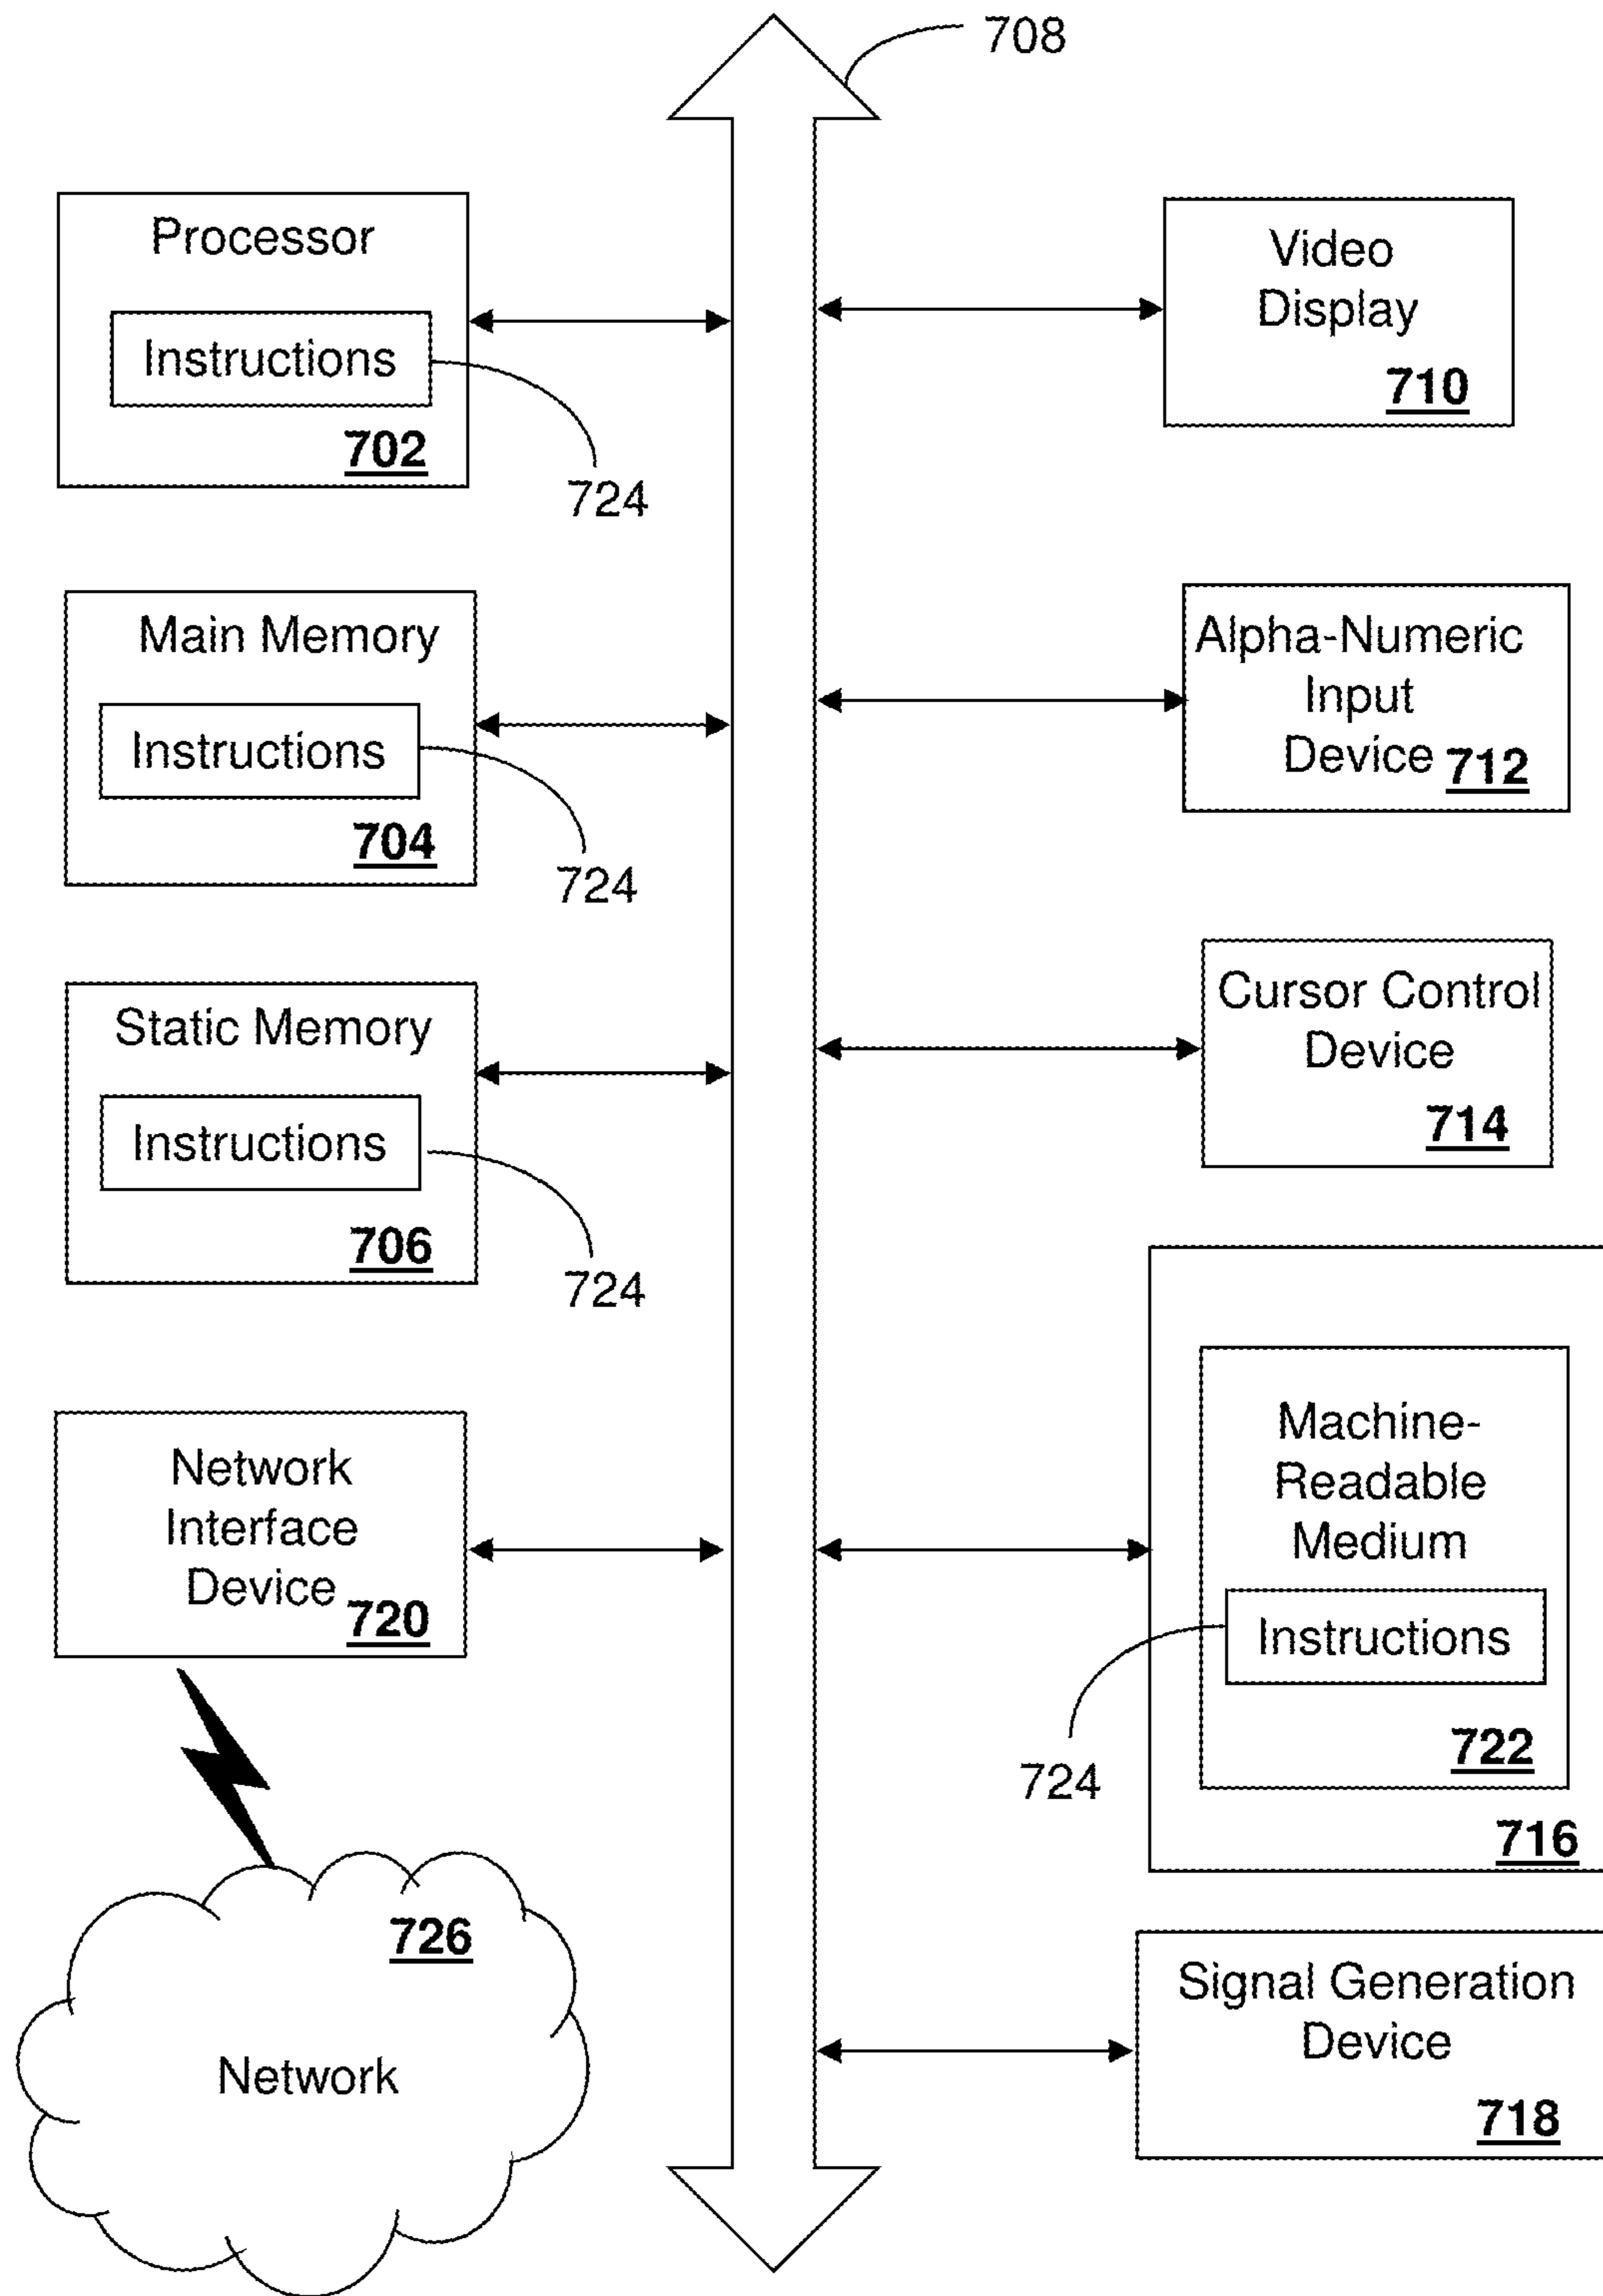 708
Processor
Instructions
702
724
Main Memory
Instructions
704
724
Static Memory
Instructions
706
724
Network
Interface
Device
720
726
Network
Video
Display
710
Alpha-Numeric
Input
Device 712
Cursor Control
Device
714
Machine-
Readable
Medium
Instructions
722
724
716
Signal Generation
Device
718